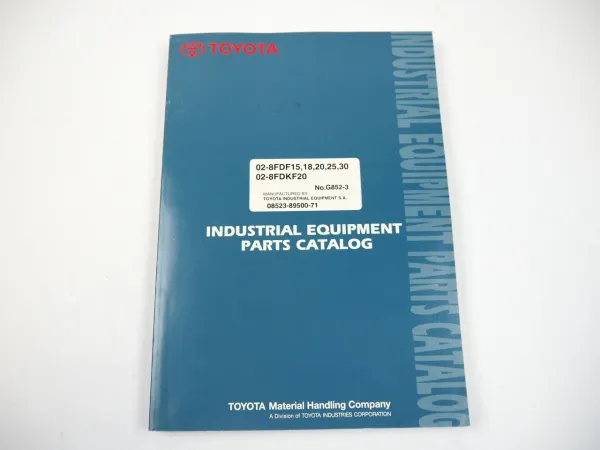 TOYOTA
INDUSTRIAL EQUIPMENT PARTS CATALOG
02-8FDF15,18,20,25,30
02-8FDKF20
No.G852-3
MANUFACTURED BY
TOYOTA INDUSTRIAL EQUIPMENT S.A.
08523-89500-71
INDUSTRIAL EQUIPMENT
PARTS CATALOG
TOYOTA Material Handling Company
A Division of TOYOTA INDUSTRIES CORPORATION